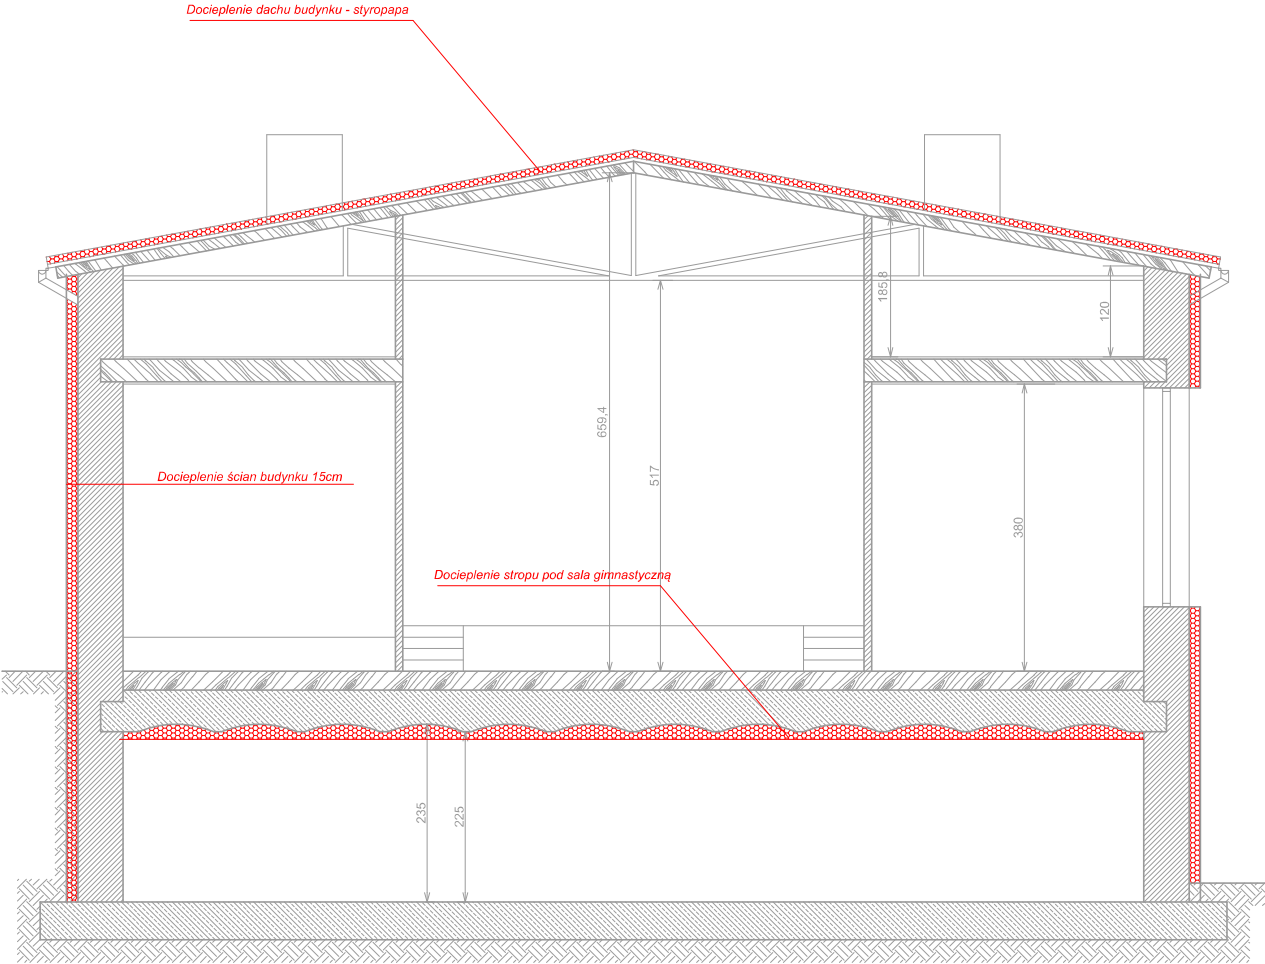 Docieplenie dachu budynku - styropapa
185,8
120
659,4
517
Docieplenie ścian budynku 15cm
380
Docieplenie stropu pod sala gimnastyczną
235
225